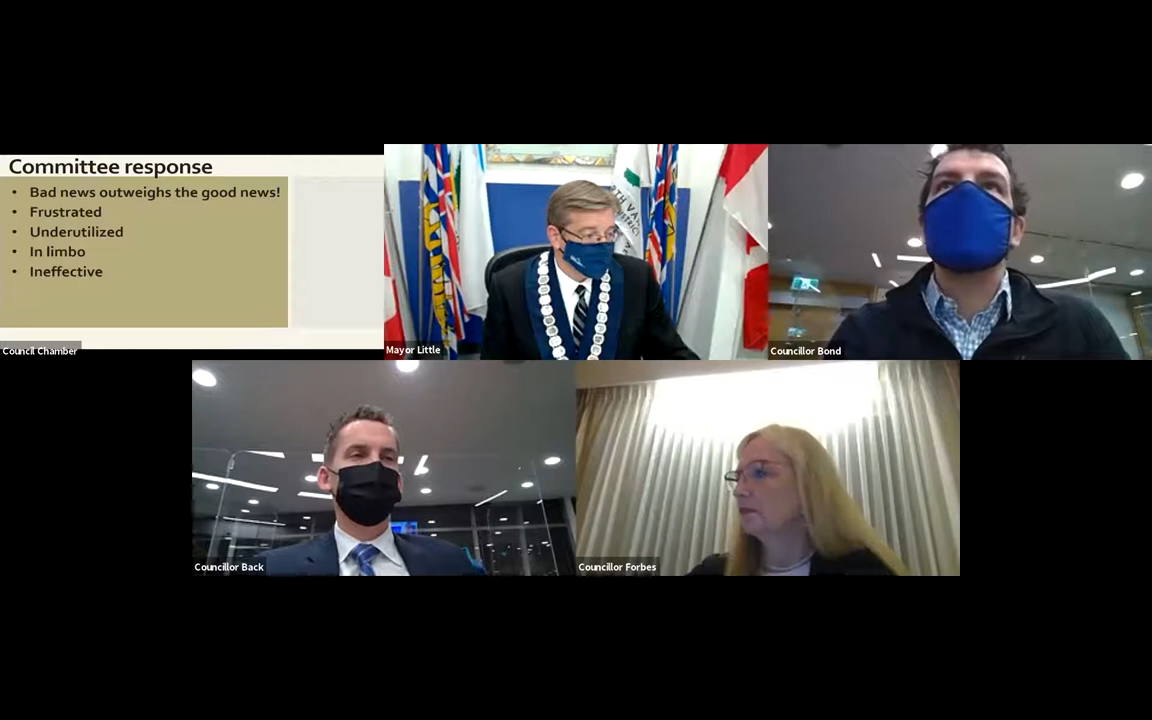 Committee response
• Bad news outweighs the good news!
• Frustrated
• Underutilized
• In limbo
• Ineffective
Council Chamber
Mayor Little
Councillor Bond
Councillor Back
Councillor Forbes